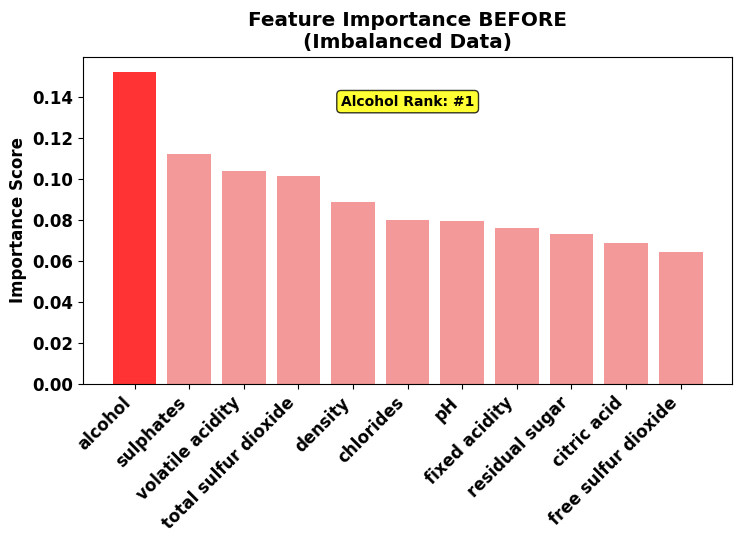 Feature Importance BEFORE
(Imbalanced Data)
Alcohol Rank: #1
Importance Score
0.14
0.12
0.10
0.08
0.06
0.04
0.02
0.00
alcohol
sulphates
volatile acidity
total sulfur dioxide
density
chlorides
pH
fixed acidity
residual sugar
citric acid
free sulfur dioxide